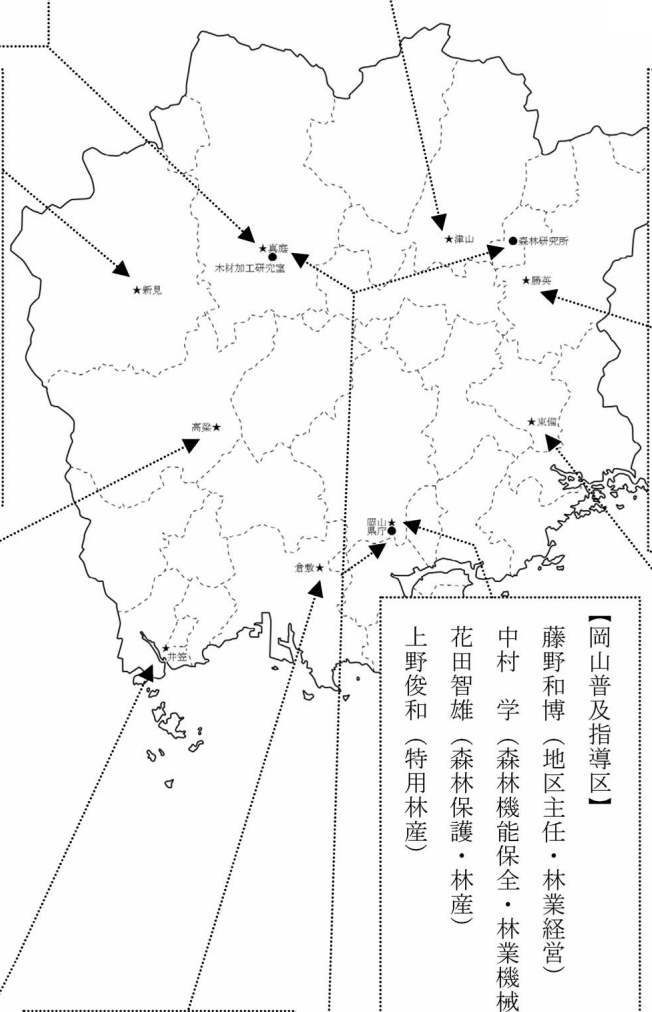 ★真庭
木材加工研究室
★津山
森林研究所
★新見
★勝英
高梁★
★東備
岡山★
県庁
倉敷★
★
井笠
【岡山普及指導区】
藤野和博（地区主任・林業経営）
中村　学（森林機能保全・林業機械
花田智雄（森林保護・林産）
上野俊和（特用林産）